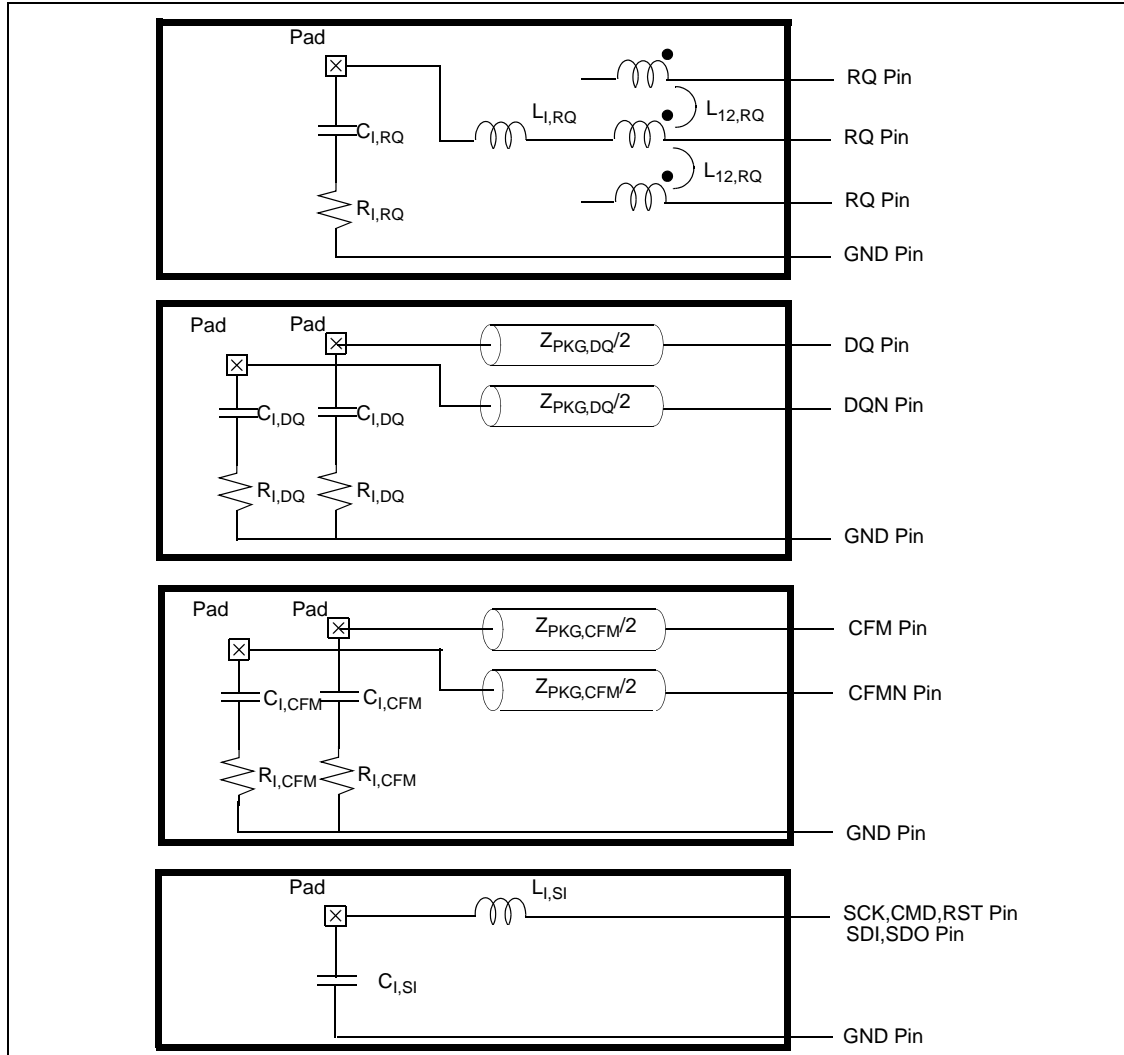 Pad
RQ Pin
L12,RQ
LI,RQ
RQ Pin
CI,RQ
L12,RQ
RI,RQ
RQ Pin
GND Pin
Pad
Pad
ZPKG,DQ/2
DQ Pin
ZPKG,DQ/2
DQN Pin
CI,DQ
CI,DQ
RI,DQ
RI,DQ
GND Pin
Pad
Pad
ZPKG,CFM/2
CFM Pin
ZPKG,CFM/2
CFMN Pin
CI,CFM
CI,CFM
RI,CFM
RI,CFM
GND Pin
Pad
LI,SI
SCK,CMD,RST Pin
SDI,SDO Pin
CI,SI
GND Pin